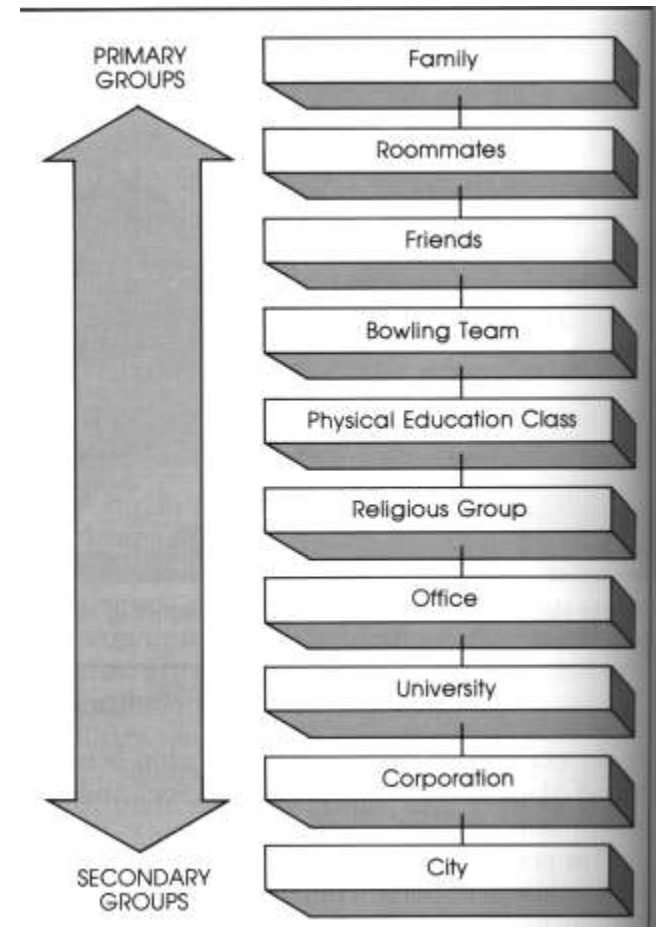 PRIMARY
GROUPS
Family
Roommates
Friends
Bowling Team
Physical Education Class
Religious Group
Office
University
Corporation
City
SECONDARY
GROUPS